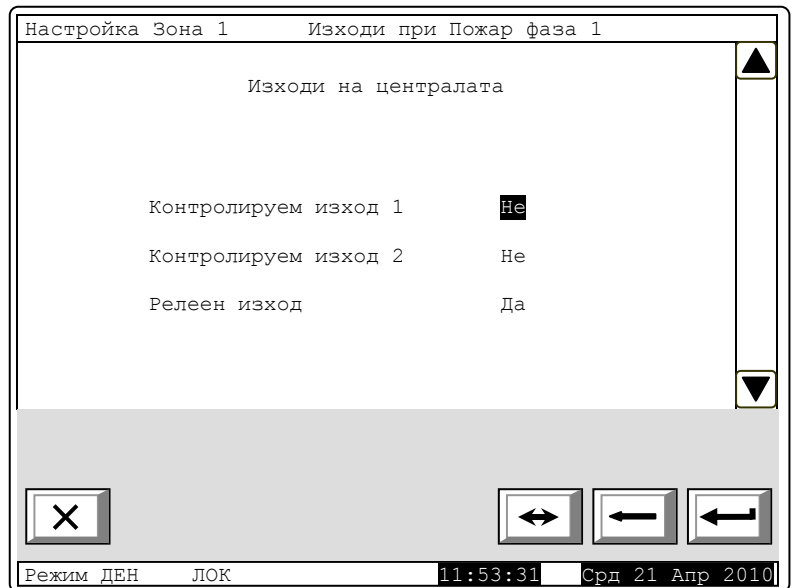 Настройка Зона 1 Изходи при Пожар фаза 1
Изходи на централата
Контролируем изход 1 Не
Контролируем изход 2 Не
Релеен изход Да
Режим ДЕН ЛОК 11:53:31 Срд 21 Апр 2010